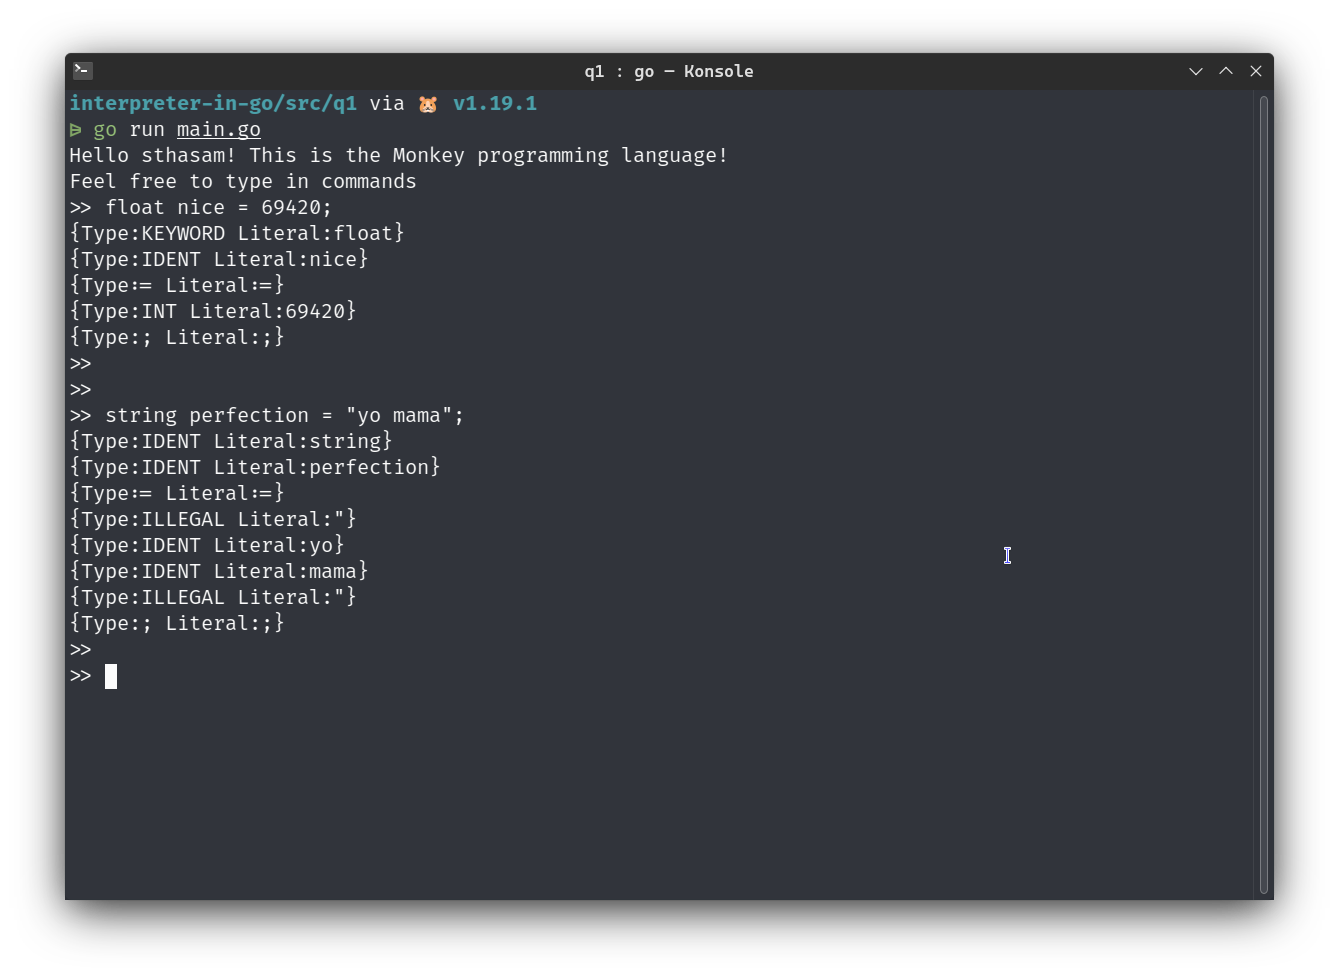 q1 : go — Konsole
interpreter-in-go/src/q1 via 🐹 v1.19.1
⋗ go run main.go
Hello sthasam! This is the Monkey programming language!
Feel free to type in commands
>> float nice = 69420;
{Type:KEYWORD Literal:float}
{Type:IDENT Literal:nice}
{Type:= Literal:=}
{Type:INT Literal:69420}
{Type:; Literal:;}
>>
>>
>> string perfection = "yo mama";
{Type:IDENT Literal:string}
{Type:IDENT Literal:perfection}
{Type:= Literal:=}
{Type:ILLEGAL Literal:"}
{Type:IDENT Literal:yo}
{Type:IDENT Literal:mama}
{Type:ILLEGAL Literal:"}
{Type:; Literal:;}
>>
>>